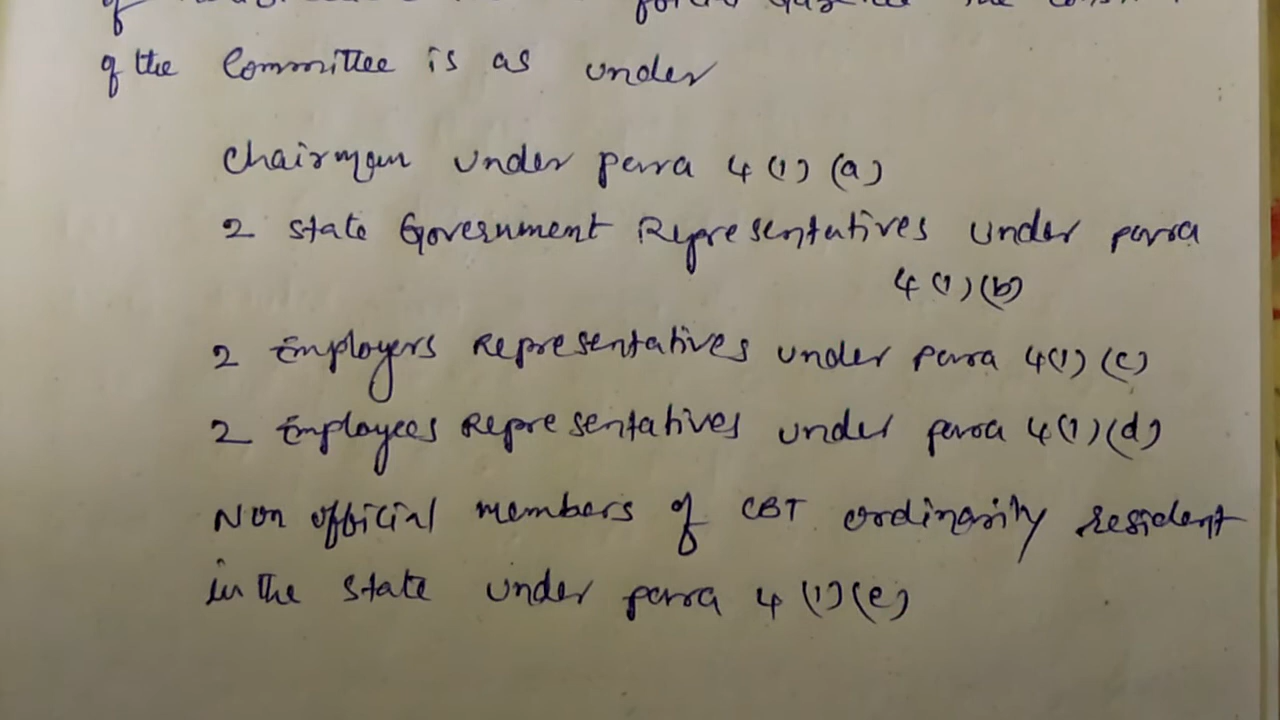 of the Committee is as under
Chairman under para 4 (1) (a)
2 State Government Representatives under para
4 (1) (b)
2 Employers Representatives under para 4(1) (c)
2 Employees Representatives under para 4(1) (d)
Non official members of CBT ordinarily resident
in the State under para 4 (1) (e)